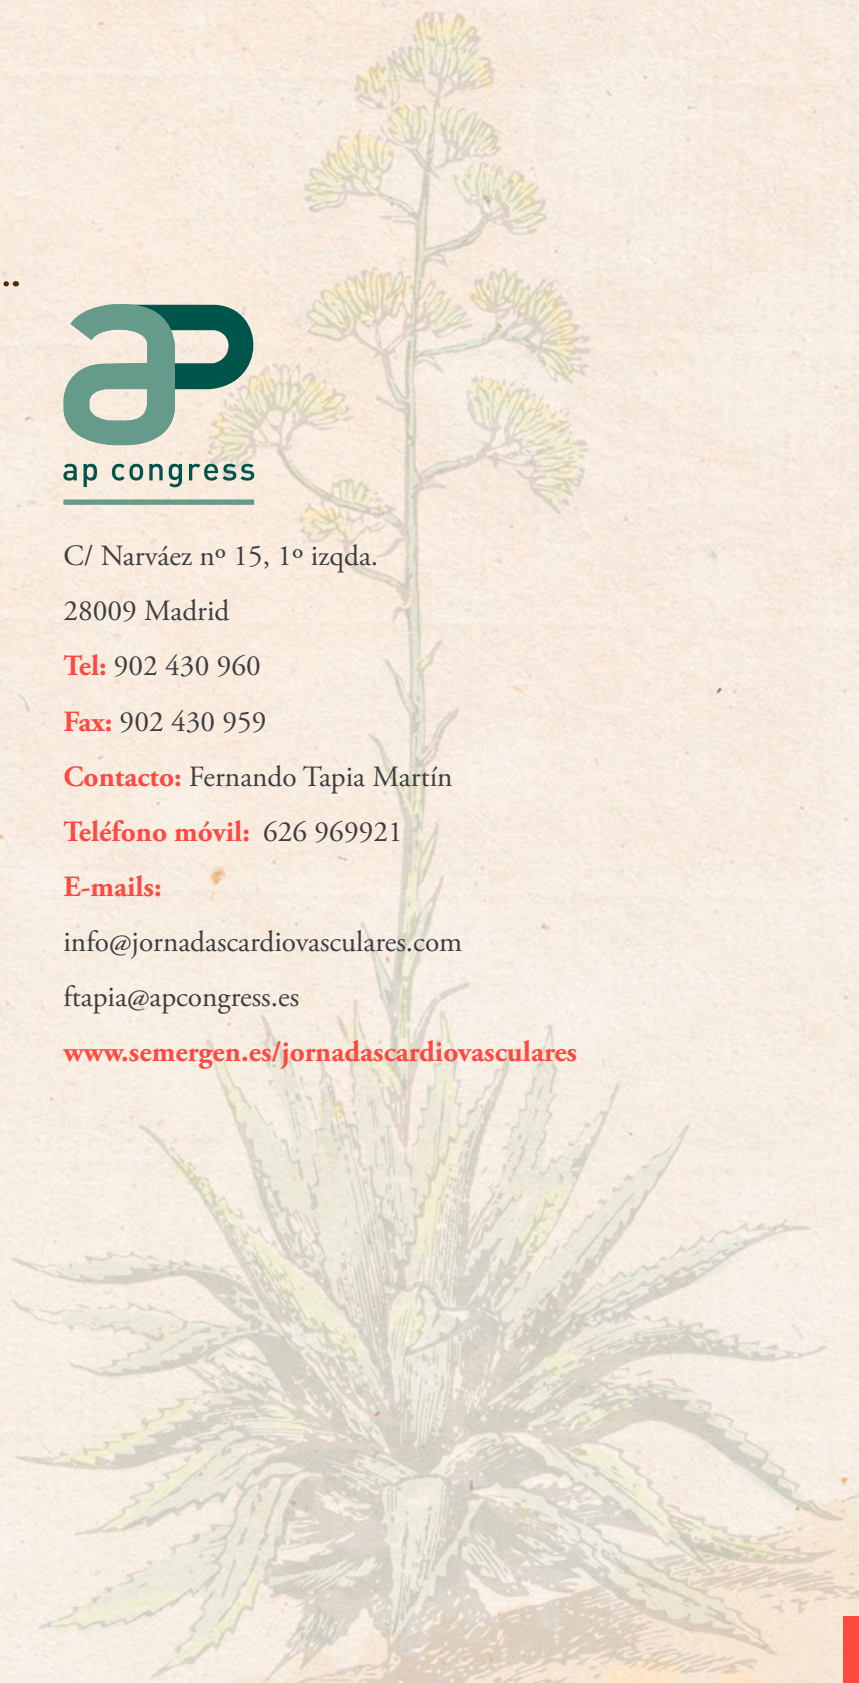 ap
ap congress
C/ Narváez nº 15, 1º izqda.
28009 Madrid
Tel: 902 430 960
Fax: 902 430 959
Contacto: Fernando Tapia Martín
Teléfono móvil: 626 969921
E-mails:
info@jornadascardiovasculares.com
ftapia@apcongress.es
www.semergen.es/jornadascardiovasculares